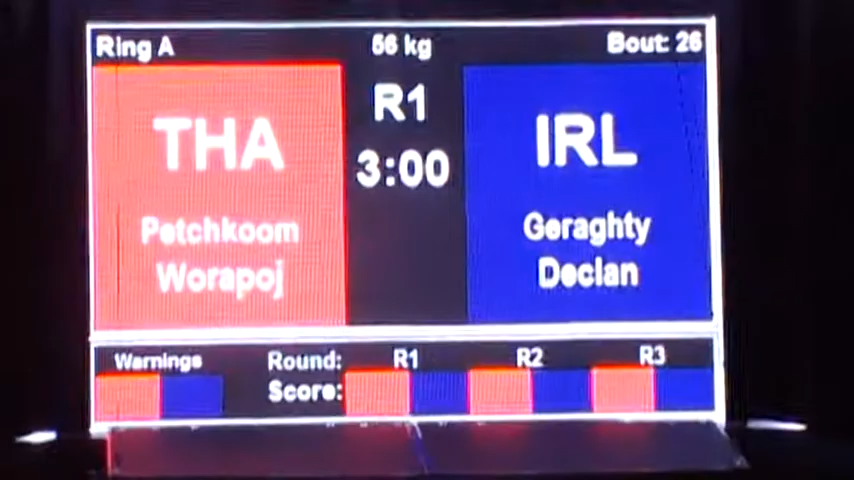 Ring A 56 kg Bout: 26
R1
THA IRL
3:00
Petchkoom Geraghty
Worapoj Declan
Warnings Round: R1 R2 R3
Score: